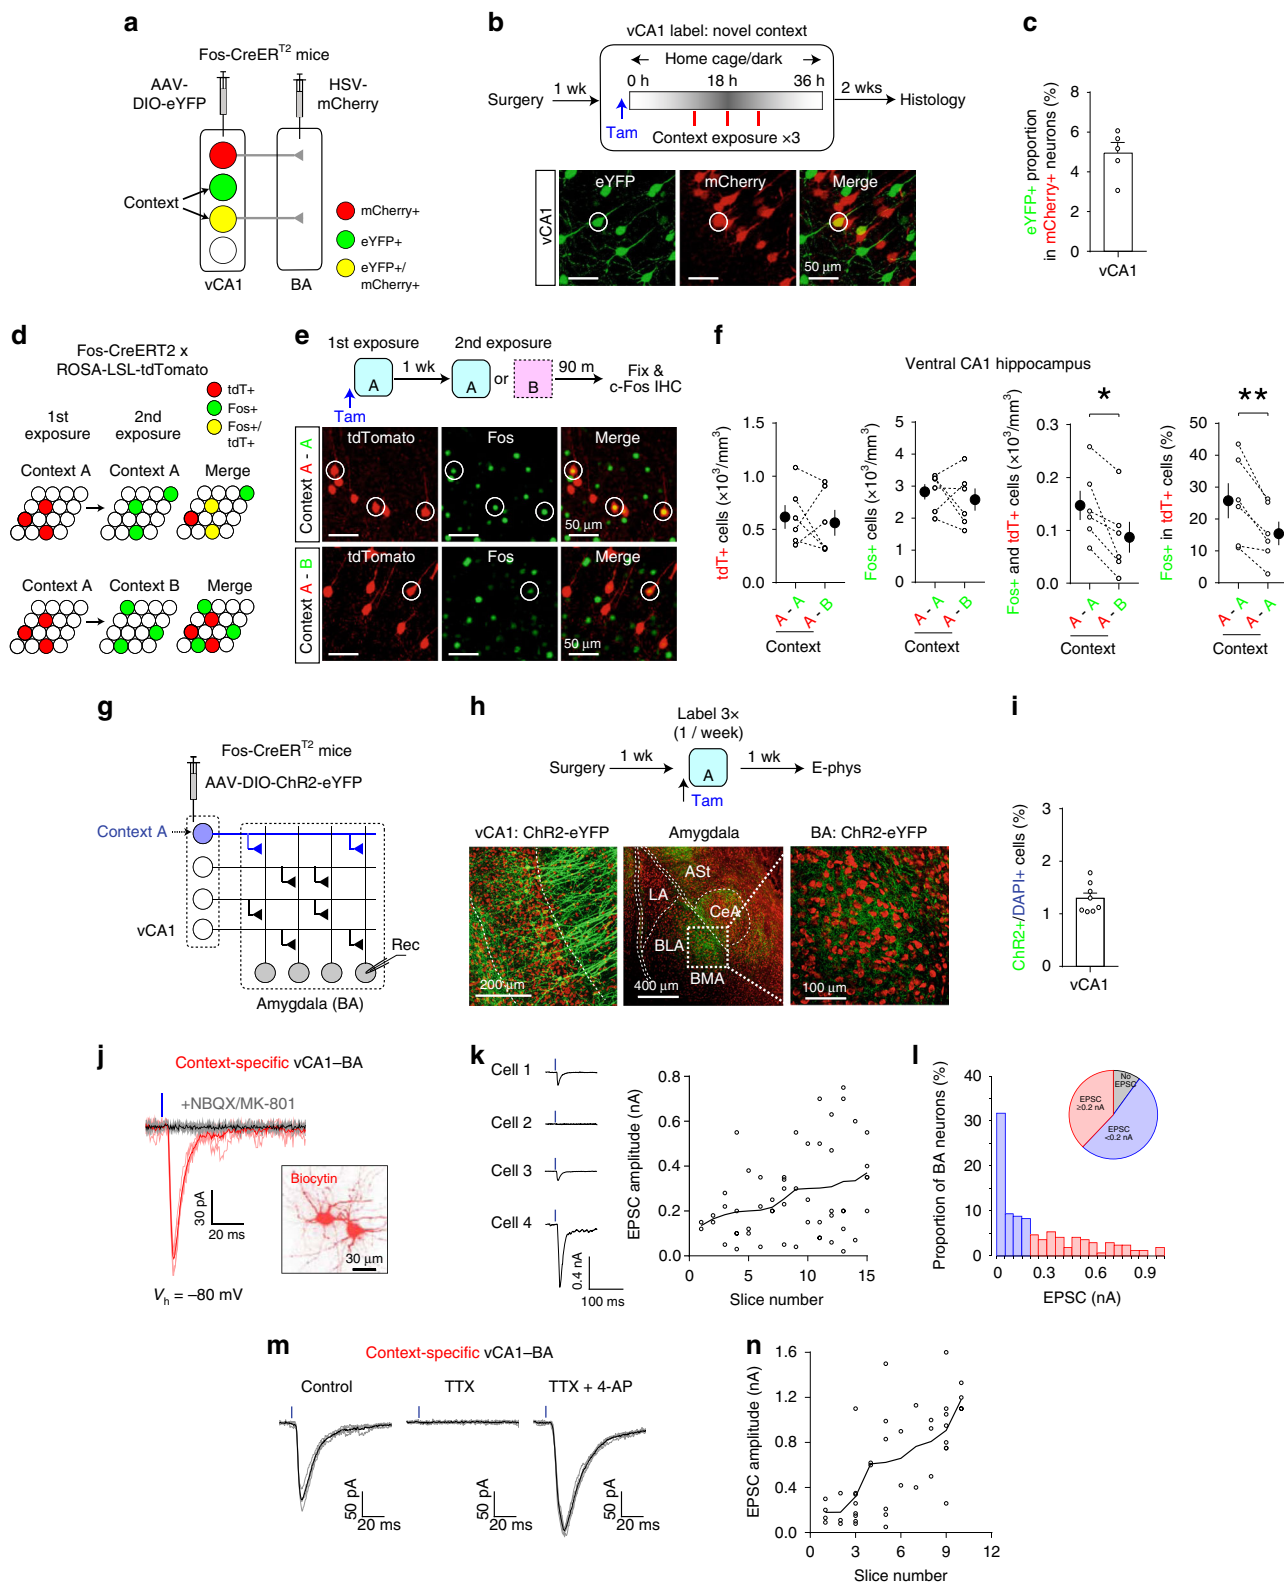 a
Fos-CreER^T2 mice
AAV-
DIO-eYFP
HSV-
mCherry
Context
mCherry+
eYFP+
eYFP+/
mCherry+
vCA1
BA
b
vCA1 label: novel context
Home cage/dark
0 h
18 h
36 h
Surgery
1 wk
2 wks
Histology
Tam
Context exposure ×3
vCA1
eYFP
mCherry
Merge
50 μm
c
eYFP+ proportion
in mCherry+ neurons (%)
8
6
4
2
0
vCA1
d
Fos-CreERT2 x
ROSA-LSL-tdTomato
tdT+
Fos+
Fos+/
tdT+
1st
exposure
2nd
exposure
Context A
Context A
Merge
Context A
Context B
Merge
e
1st exposure
2nd exposure
A
1 wk
A
or
B
90 m
Fix &
c-Fos IHC
Tam
Context A - A
tdTomato
Fos
Merge
50 μm
Context A - B
tdTomato
Fos
Merge
50 μm
f
Ventral CA1 hippocampus
tdT+ cells (×10³/mm³)
1.5
1.0
0.5
0.0
A - A
A - B
Context
Fos+ cells (×10³/mm³)
5
4
3
2
1
0
A - A
A - B
Context
Fos+ and tdT+ cells (×10³/mm³)
0.3
0.2
0.1
0.0
*
A - A
A - B
Context
Fos+ in tdT+ cells (%)
50
40
30
20
10
0
**
A - A
A - B
Context
g
Fos-CreER^T2 mice
AAV-DIO-ChR2-eYFP
Context A
vCA1
Rec
Amygdala (BA)
h
Label 3×
(1 / week)
Surgery
1 wk
A
1 wk
E-phys
Tam
vCA1: ChR2-eYFP
200 μm
Amygdala
ASt
LA
CeA
BLA
BMA
400 μm
BA: ChR2-eYFP
100 μm
i
ChR2+/DAPI+ cells (%)
3
2
1
0
vCA1
j
Context-specific vCA1–BA
+NBQX/MK-801
30 pA
20 ms
Biocytin
30 μm
V_h = –80 mV
k
Cell 1
Cell 2
Cell 3
Cell 4
0.4 nA
100 ms
EPSC amplitude (nA)
0.8
0.6
0.4
0.2
0.0
0
5
10
15
Slice number
l
Proportion of BA neurons (%)
40
30
20
10
0
0
0.3
0.6
0.9
EPSC (nA)
No
EPSC
EPSC
≥0.2 nA
EPSC
<0.2 nA
m
Context-specific vCA1–BA
Control
TTX
TTX + 4-AP
50 pA
20 ms
50 pA
20 ms
50 pA
20 ms
n
EPSC amplitude (nA)
1.6
1.2
0.8
0.4
0.0
0
3
6
9
12
Slice number